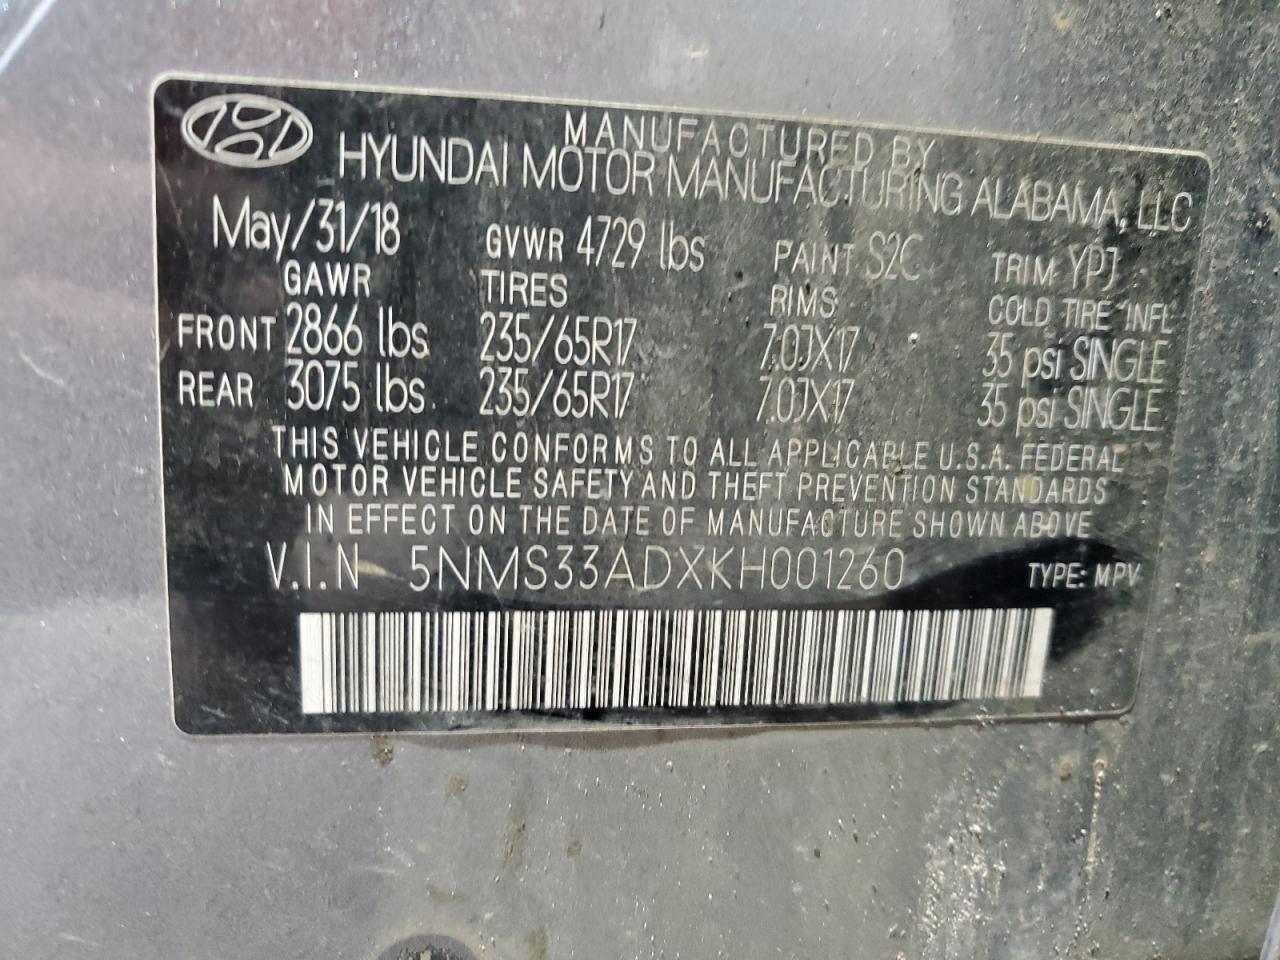 MANUFACTURED BY
HYUNDAI MOTOR MANUFACTURING ALABAMA, LLC
May/31/18 GVWR 4729 lbs PAINT S2C TRIM YPJ
GAWR TIRES RIMS COLD TIRE INFL
FRONT 2866 lbs. 235/65R17 7.0JX17 35 psi SINGLE
REAR 3075 lbs. 235/65R17 7.0JX17 35 psi SINGLE
THIS VEHICLE CONFORMS TO ALL APPLICABLE U.S.A. FEDERAL
MOTOR VEHICLE SAFETY AND THEFT PREVENTION STANDARDS
IN EFFECT ON THE DATE OF MANUFACTURE SHOWN ABOVE
V.I.N 5NMS33ADXKH001260 TYPE: MPV